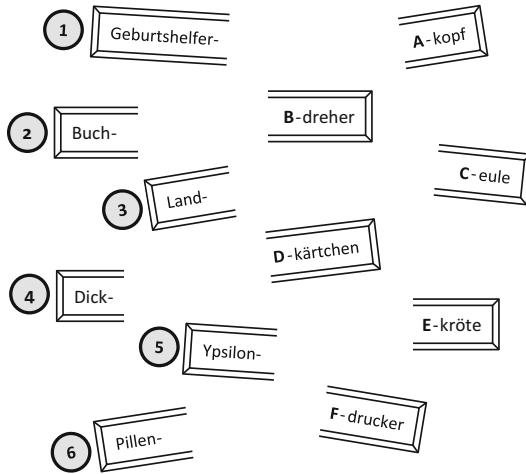 1 Geburtshelfer-
A-kopf
2 Buch-
B-dreher
3 Land-
C-eule
D-kärtchen
4 Dick-
E-kröte
5 Ypsilon-
F-drucker
6 Pillen-